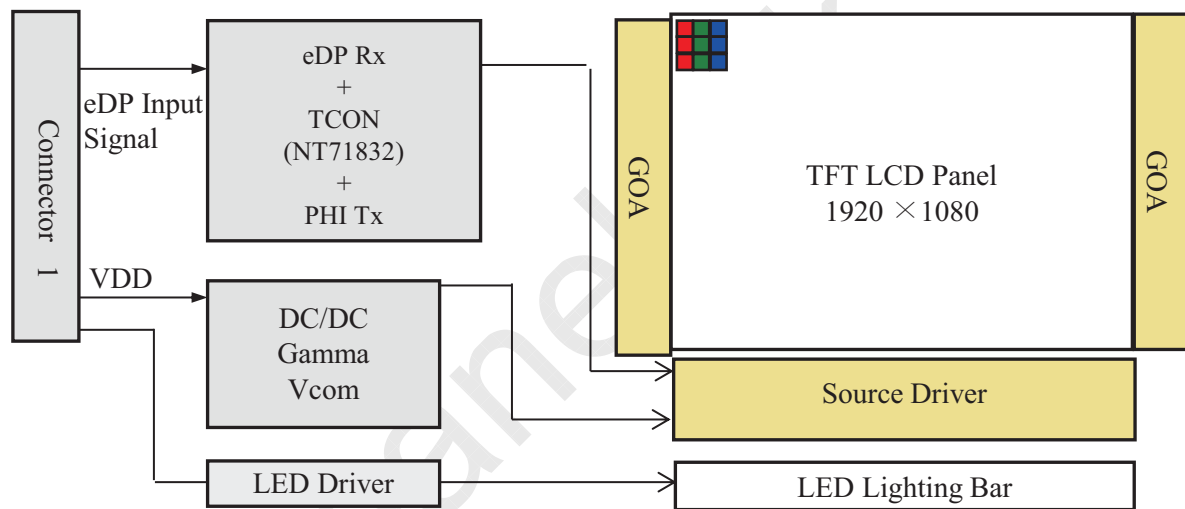 Connector 1
eDP Input
Signal
VDD
eDP Rx
+
TCON
(NT71832)
+
PHI Tx
DC/DC
Gamma
Vcom
LED Driver
GOA
TFT LCD Panel
1920 ×1080
GOA
Source Driver
LED Lighting Bar